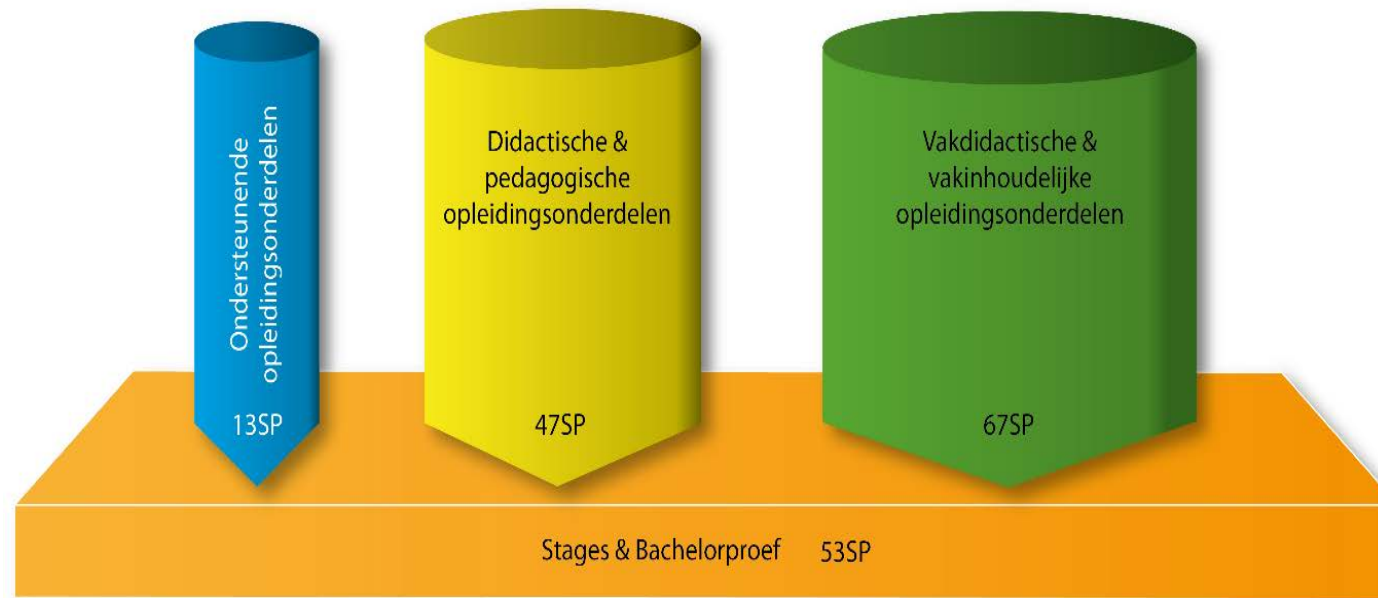 Ondersteunende
opleidingsonderdelen
13SP
Didactische &
pedagogische
opleidingsonderdelen
47SP
Vakdidactische &
vakinhoudelijke
opleidingsonderdelen
67SP
Stages & Bachelorproef 53SP